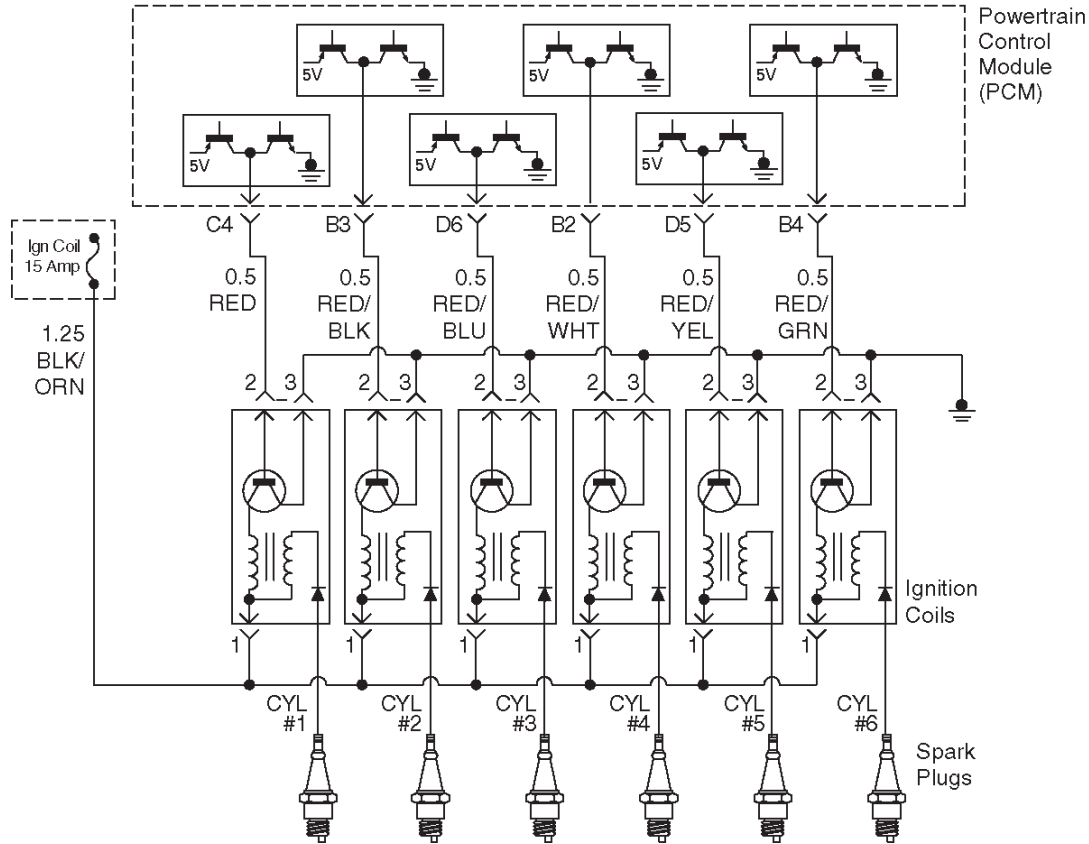 Powertrain
Control
Module
(PCM)
5V
5V
5V
5V
5V
5V
C4
B3
D6
B2
D5
B4
Ign Coil
15 Amp
0.5
RED
0.5
RED/
BLK
0.5
RED/
BLU
0.5
RED/
WHT
0.5
RED/
YEL
0.5
RED/
GRN
1.25
BLK/
ORN
2 – 3
2 – 3
2 – 3
2 – 3
2 – 3
2 – 3
Ignition
Coils
1
1
1
1
1
1
CYL
#1
CYL
#2
CYL
#3
CYL
#4
CYL
#5
CYL
#6
Spark
Plugs